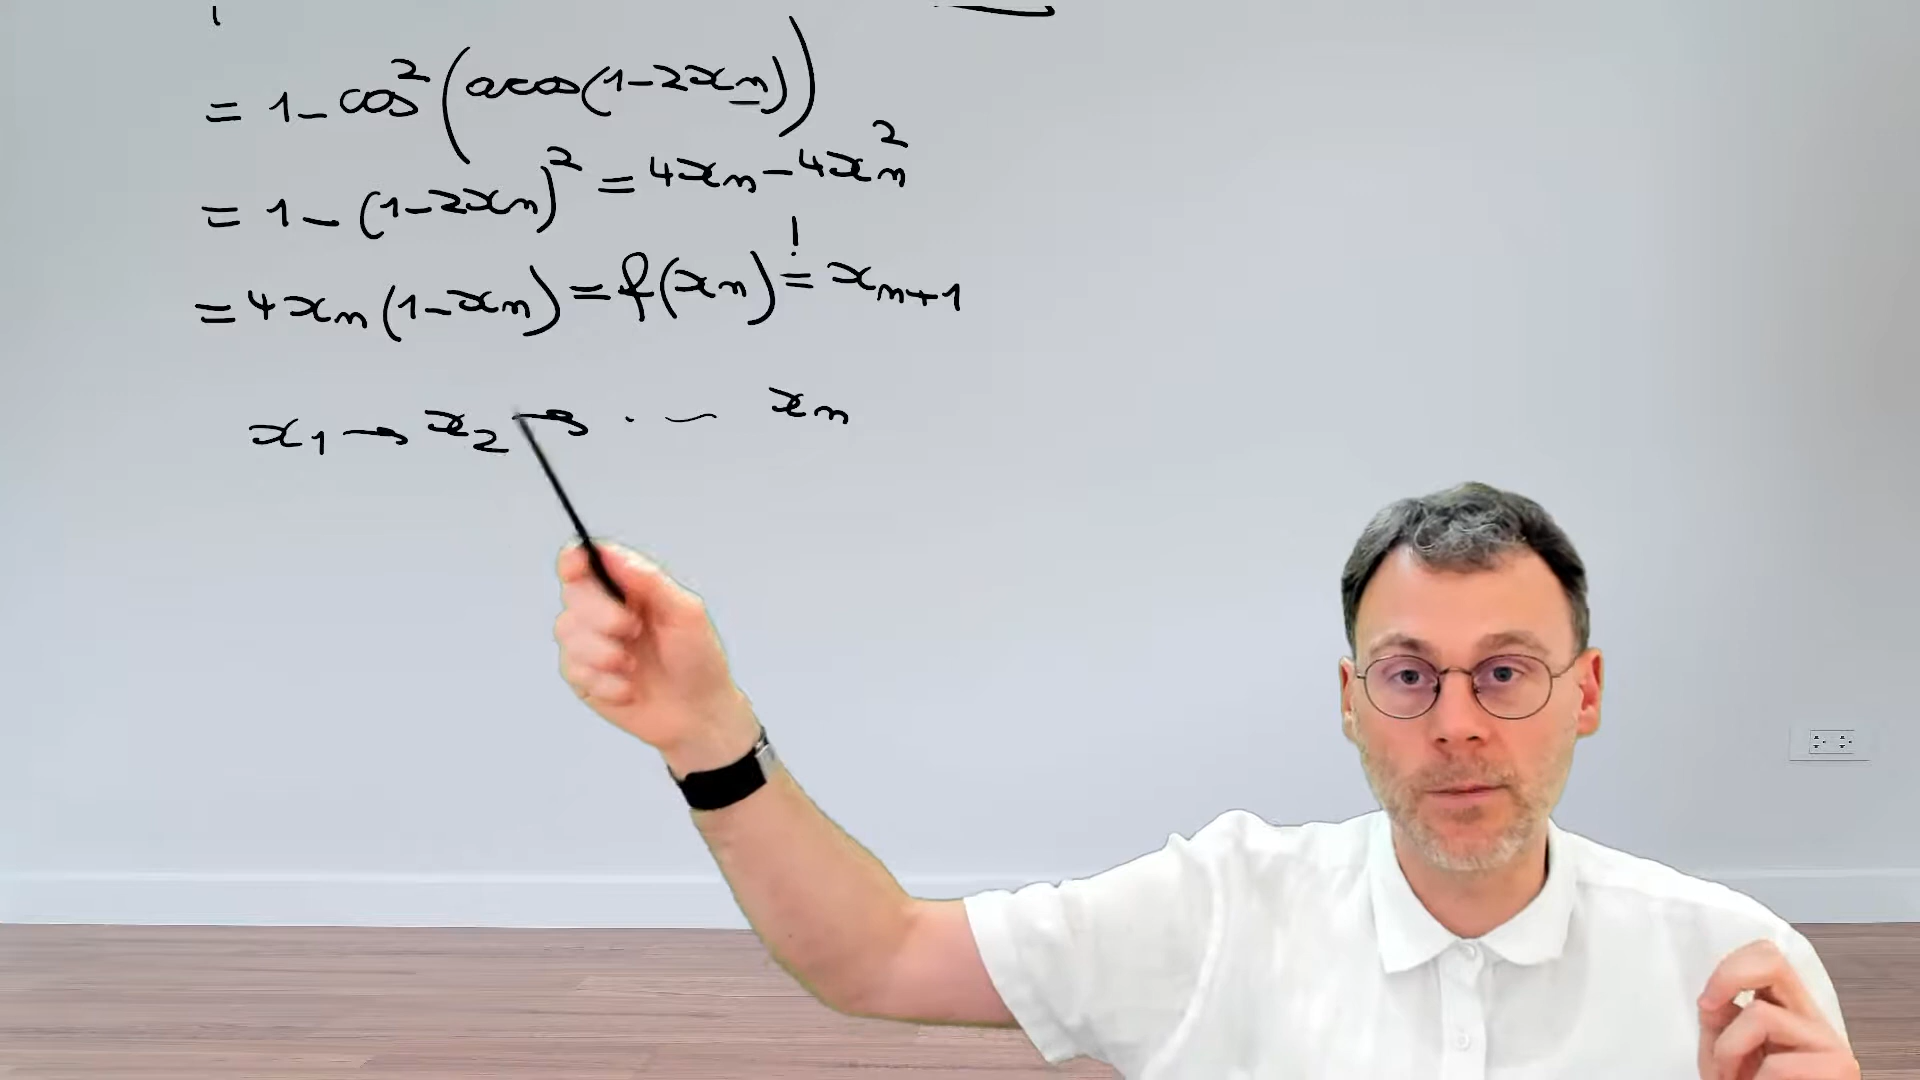 = 1 - cos²(acos(1-2xₙ))
= 1 - (1-2xₙ)² = 4xₙ - 4xₙ²
= 4xₙ(1-xₙ) = f(xₙ) =! xₙ₊₁
x₁ → x₂ → . ~ xₙ